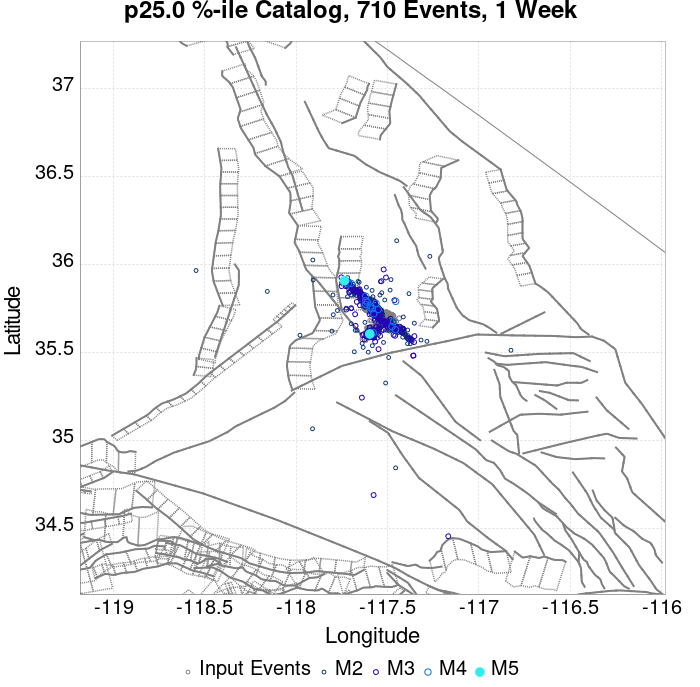 p25.0 %-ile Catalog, 710 Events, 1 Week
37
36.5
36
35.5
35
34.5
Latitude
-119 -118.5 -118 -117.5 -117 -116.5 -116
Longitude
Input Events M2 M3 M4 M5